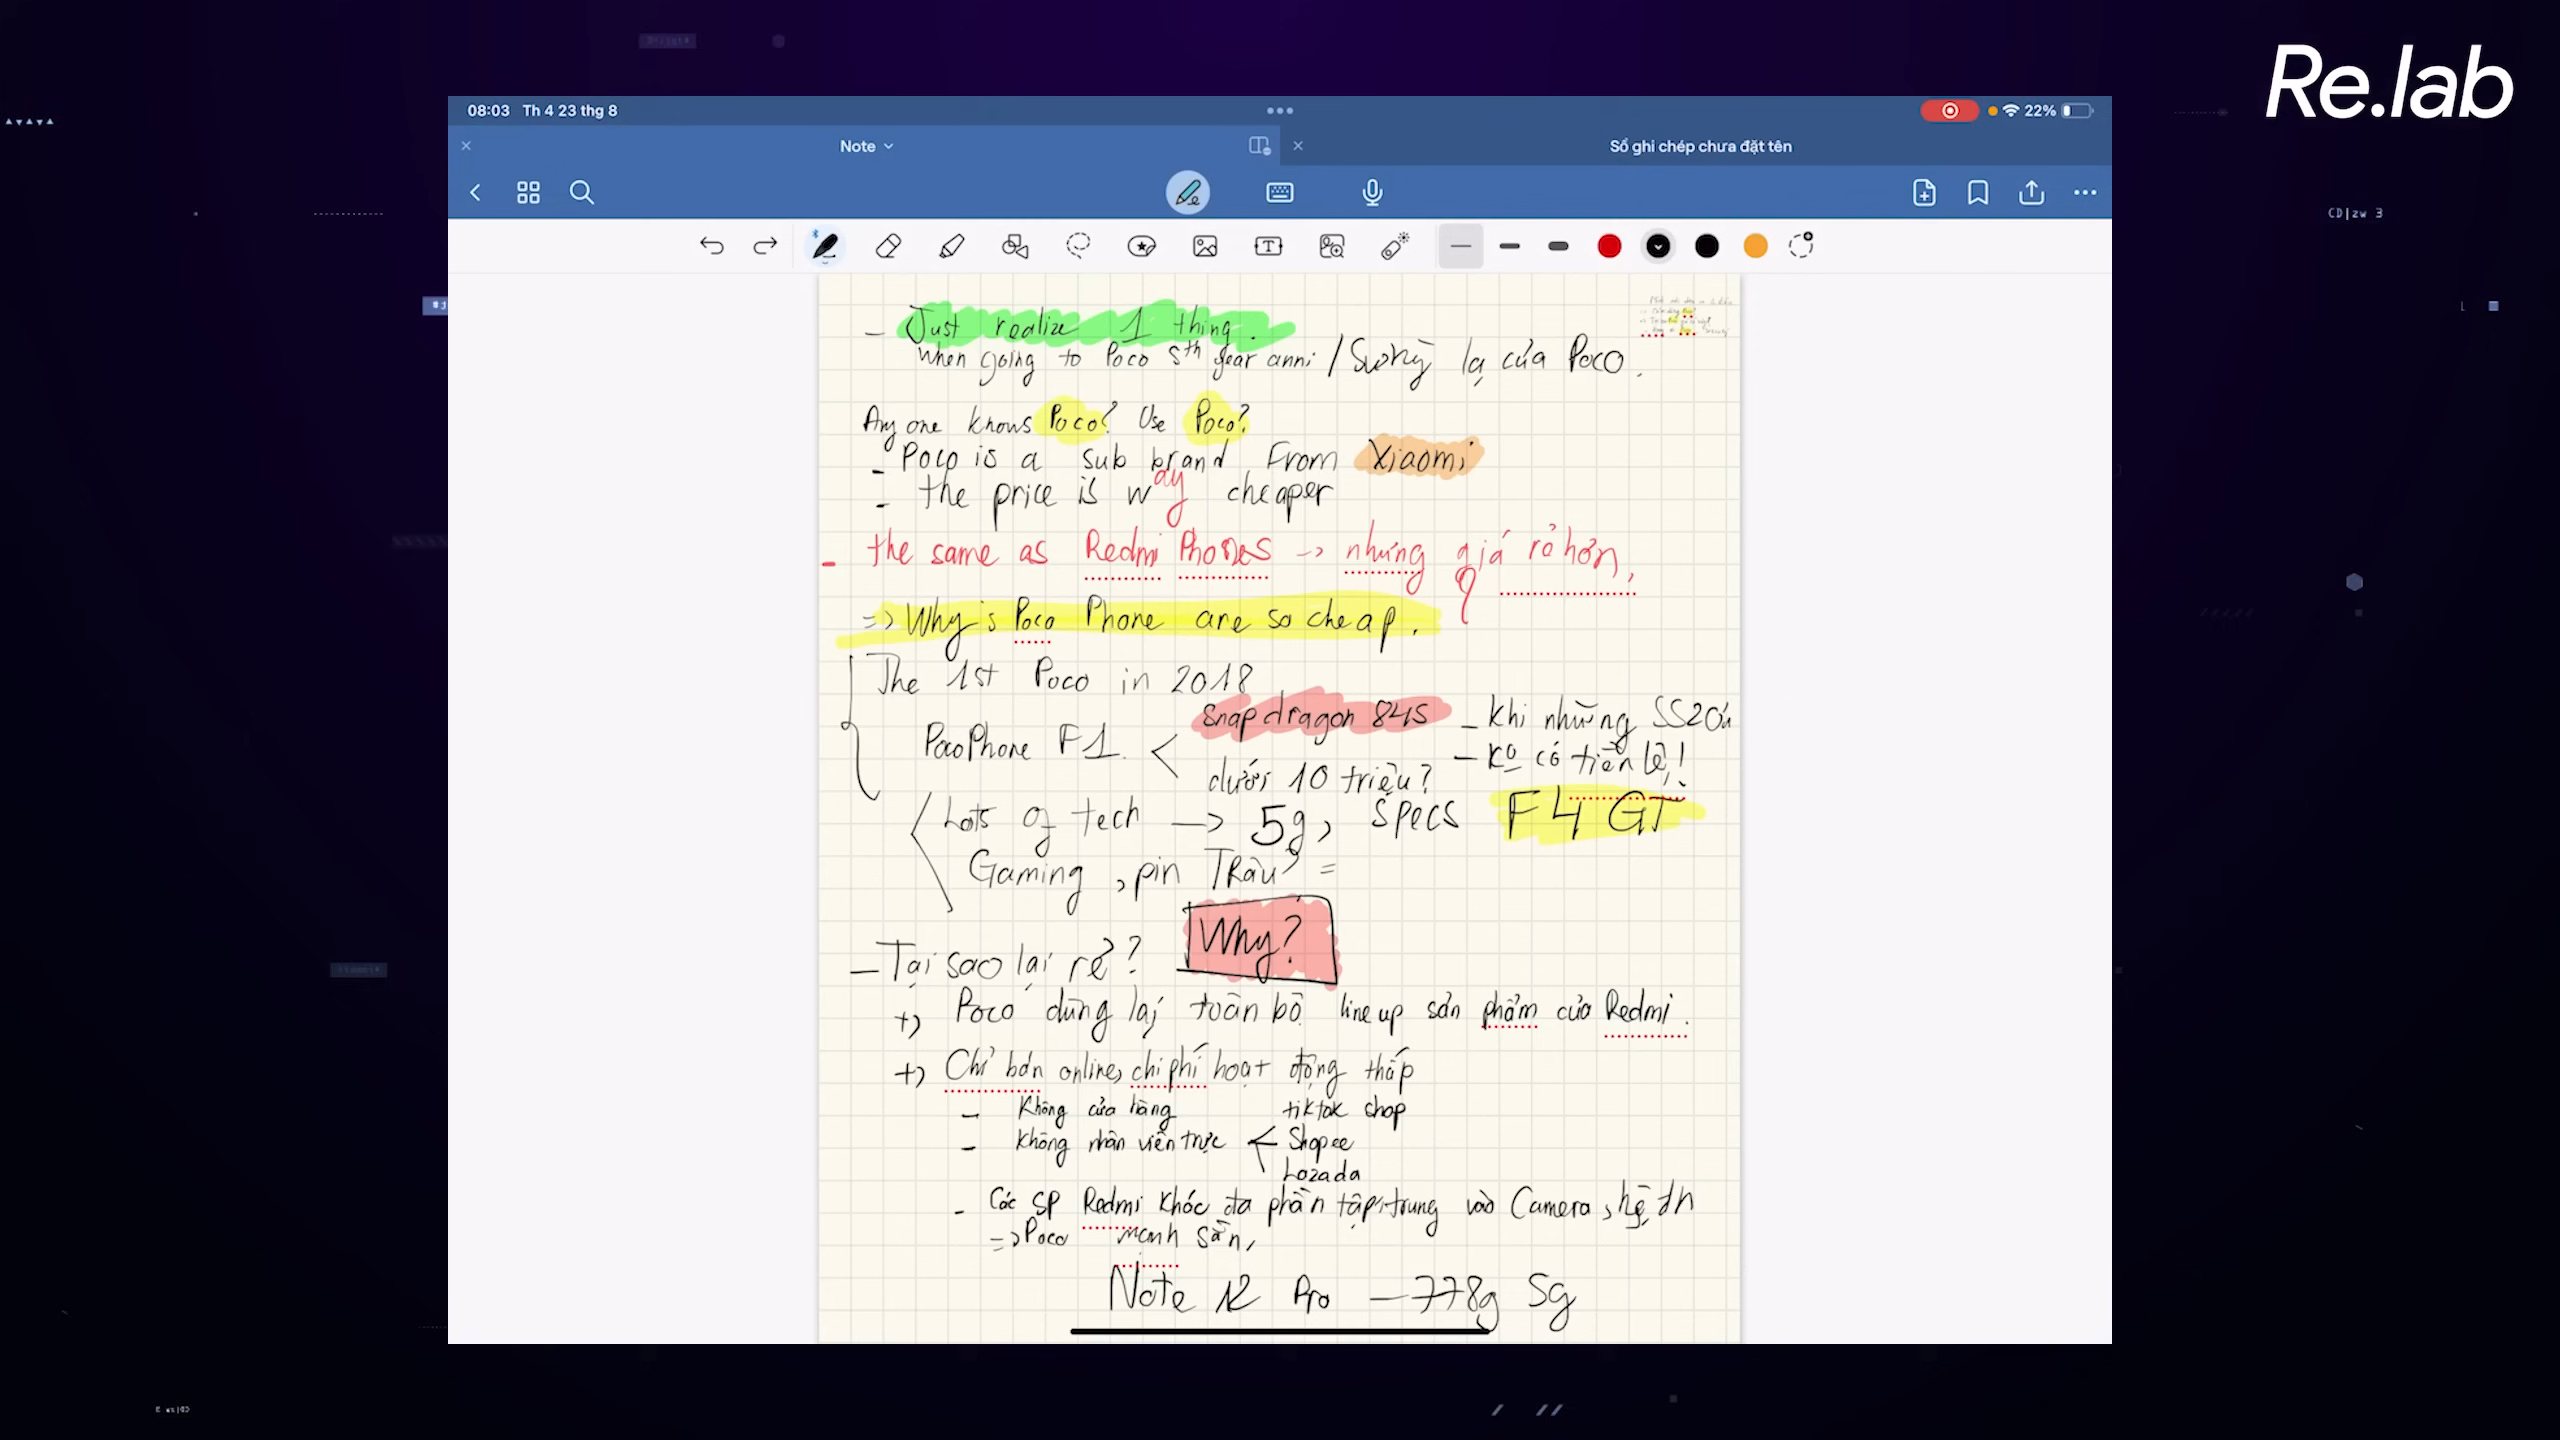 Re.lab
08:03 Th 4 23 thg 8
22%
Note
Sổ ghi chép chưa đặt tên
CD|zw 3
- Just realize 1 thing.
When going to Poco 5th year anni / Sương lạ của Poco.
Any one knows Poco? Use Poco?
- Poco is a sub brand From Xiaomi
- the price is way cheaper
- the same as Redmi Phones -> nhưng giá rẻ hơn,
=> Why is Poco Phone are so cheap.
The 1st Poco in 2018
Snapdragon 845 - Khi những SS20
PocoPhone F1. < - Ko có tiền lệ!
dưới 10 triệu?
Lots of tech -> 5g, Specs F4 GT
Gaming, pin TRâu =
Why?
- Tại sao lại rẻ?
+) Poco dùng lại toàn bộ line up sản phẩm của Redmi.
+) Chỉ bán online, chi phí hoạt động thấp
- Không cửa hàng tiktok shop
- Không nhân viên trực < Shopee
Lazada
- Các SP Redmi Khác đa phần tập trung vào Camera, hệ đh
=> Poco mạnh sẵn,
Note 12 Pro - 778g 5g